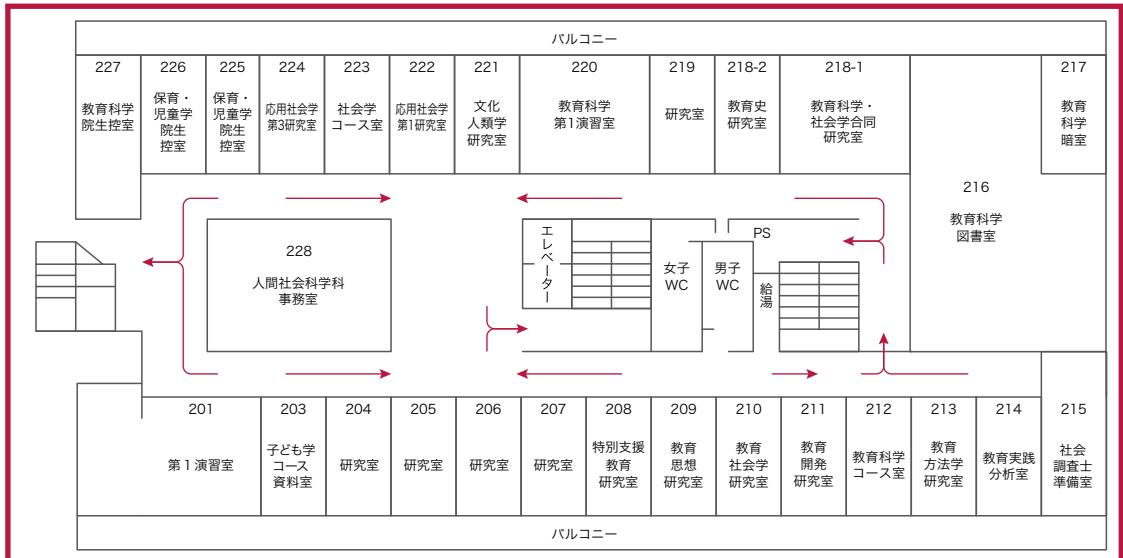 バルコニー
227
教育科学
院生控室
226
保育・
児童学
院生
控室
225
保育・
児童学
院生
控室
224
応用社会学
第3研究室
223
社会学
コース室
222
応用社会学
第1研究室
221
文化
人類学
研究室
220
教育科学
第1演習室
219
研究室
218-2
教育史
研究室
218-1
教育科学・
社会学合同
研究室
217
教育
科学
暗室
216
教育科学
図書室
228
人間社会科学科
事務室
エレベーター
女子
WC
男子
WC
PS
給湯
201
第1演習室
203
子ども学
コース
資料室
204
研究室
205
研究室
206
研究室
207
研究室
208
特別支援
教育
研究室
209
教育
思想
研究室
210
教育
社会学
研究室
211
教育
開発
研究室
212
教育科学
コース室
213
教育
方法学
研究室
214
教育実践
分析室
215
社会
調査士
準備室
バルコニー